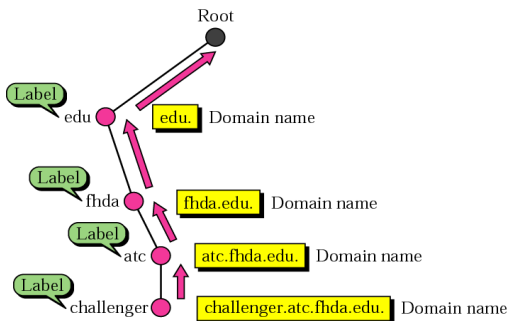 Root
Label
edu
edu.
Domain name
Label
fhda
fhda.edu.
Domain name
Label
atc
atc.fhda.edu.
Domain name
Label
challenger
challenger.atc.fhda.edu.
Domain name